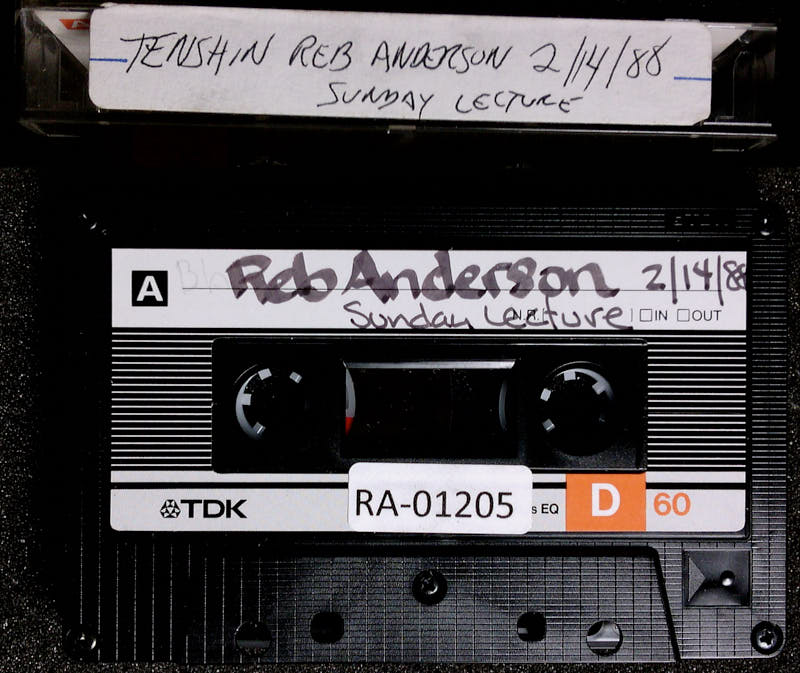 TENSHIN REB ANDERSON 2/14/88
SUNDAY LECTURE
A Reb Anderson 2/14/88
Sunday Lecture N.R. IN OUT
TDK RA-01205 s EQ D 60